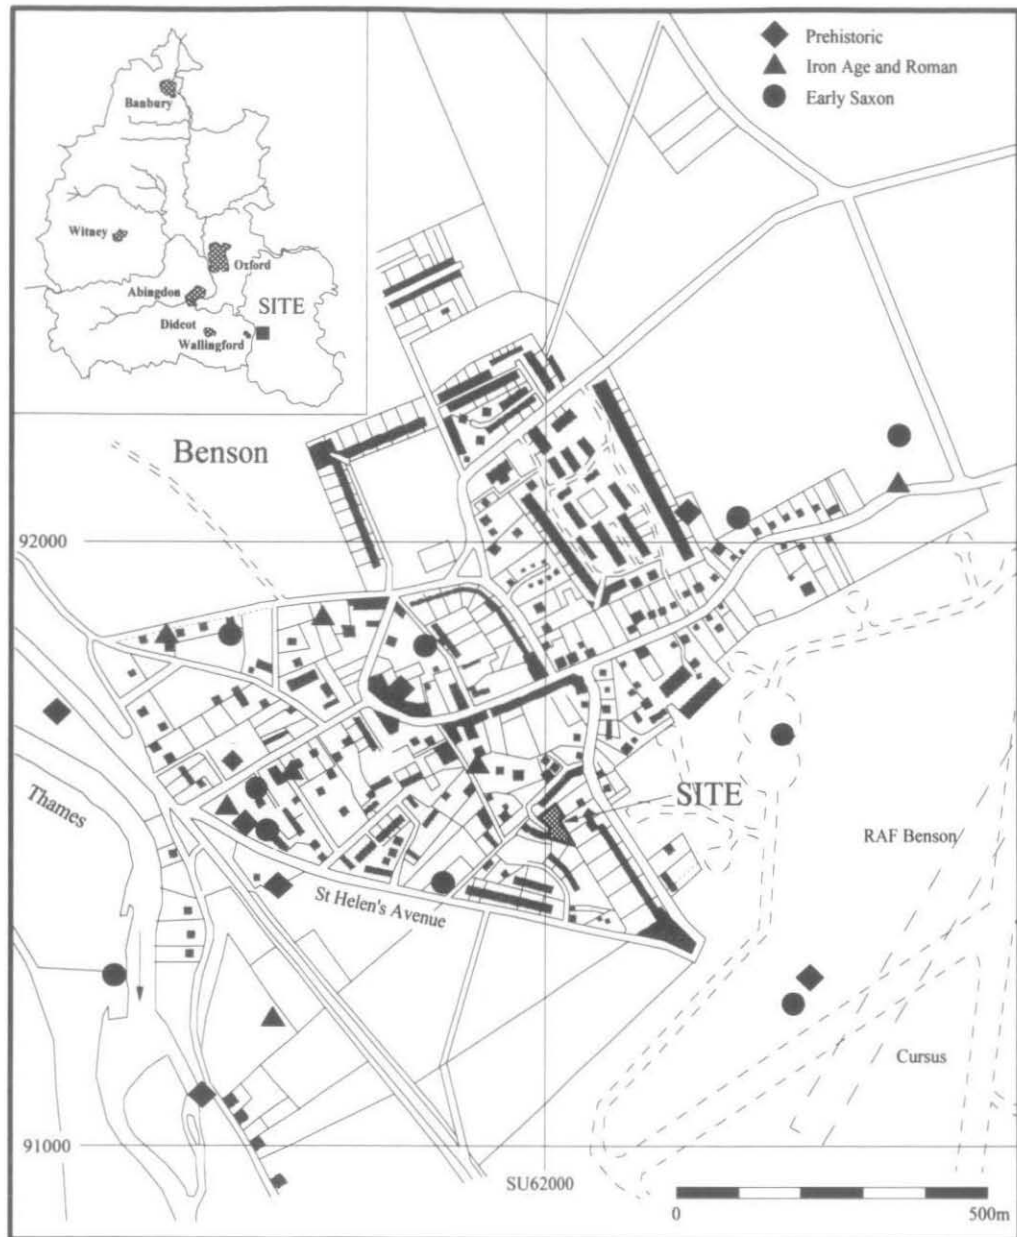 Prehistoric
Iron Age and Roman
Early Saxon
Banbury
Witney
Oxford
Abingdon
SITE
Didcot
Wallingford
Benson
92000
Thames
SITE
RAF Benson
St Helen's Avenue
Cursus
91000
SU62000
0
500m